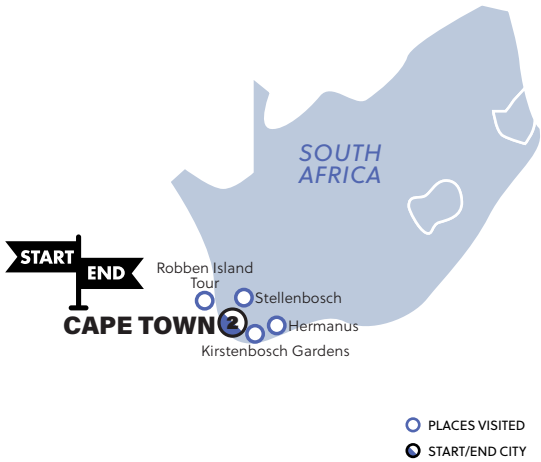 SOUTH
AFRICA
START
END
Robben Island
Tour
Stellenbosch
CAPE TOWN 2
Hermanus
Kirstenbosch Gardens
PLACES VISITED
START/END CITY